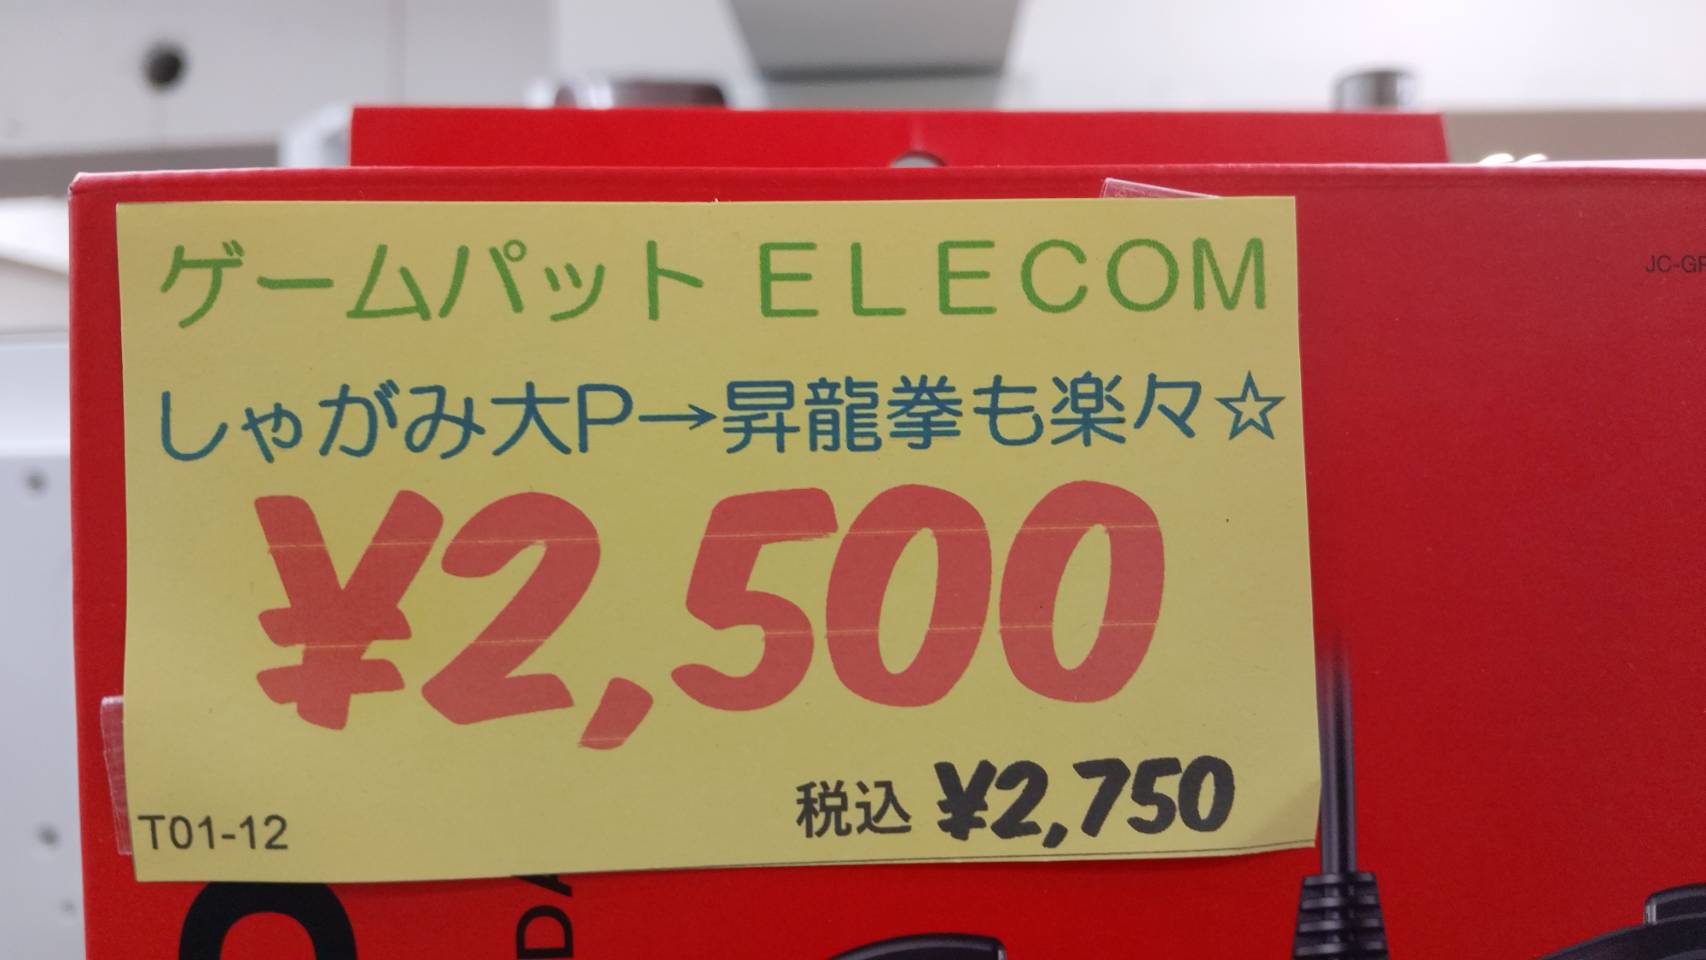 ゲームパット ＥＬＥＣＯＭ
しゃがみ大P→昇龍拳も楽々☆
¥2,500
税込 ¥2,750
T01-12